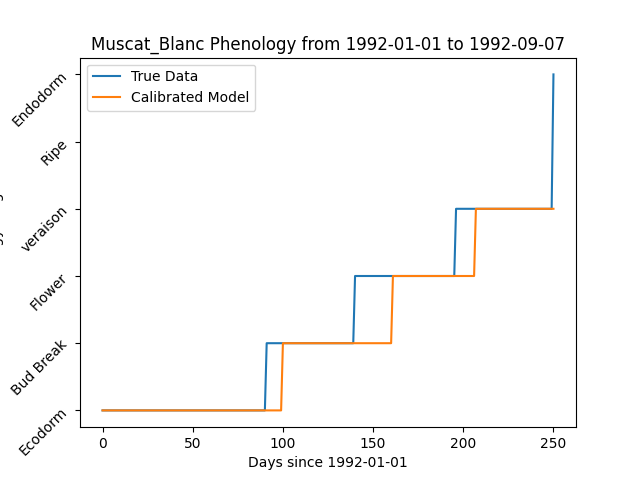 Muscat_Blanc Phenology from 1992-01-01 to 1992-09-07
True Data
Calibrated Model
Endodorm
Ripe
veraison
Flower
Bud Break
Ecodorm
0 50 100 150 200 250
Days since 1992-01-01